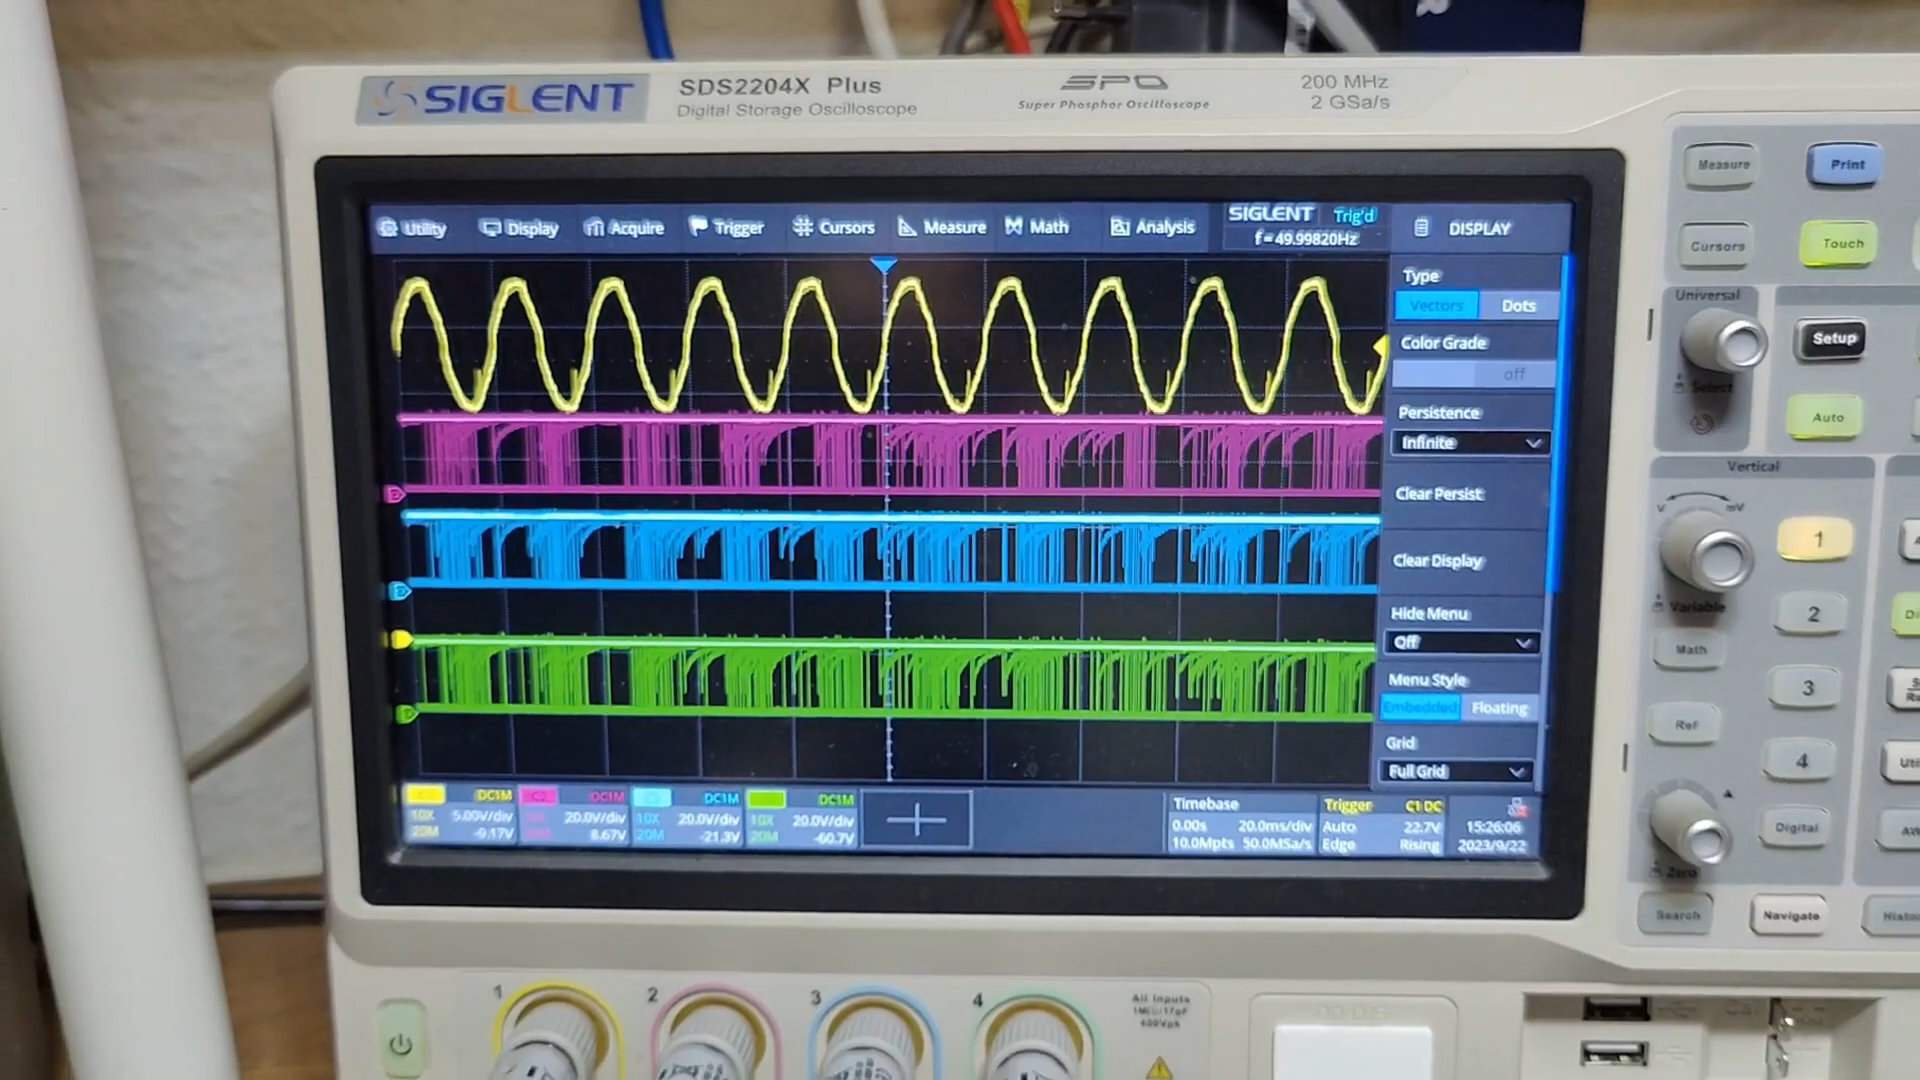 SIGLENT SDS2204X Plus SPO 200 MHz
Digital Storage Oscilloscope Super Phosphor Oscilloscope 2 GSa/s
Utility Display Acquire Trigger Cursors Measure Math Analysis SIGLENT Trig'd DISPLAY
f = 49.99820Hz
Type
Vectors Dots
Color Grade
off
Persistence
Infinite
Clear Persist
Clear Display
Hide Menu
Off
Menu Style
Embedded Floating
Grid
Full Grid
DC1M
10X 5.00V/div
20M -9.17V
C2 DC1M
20.0V/div
8.67V
DC1M
10X 20.0V/div
20M -21.3V
DC1M
10X 20.0V/div
20M -60.7V
Timebase
0.00s 20.0ms/div
10.0Mpts 50.0MSa/s
Trigger C1 DC
Auto 22.7V
Edge Rising
15:26:06
2023/9/22
Measure Print
Cursors Touch
Universal
Setup
Select
Auto
Vertical
V mV
1
Variable
2
Math
3
Ref
4
Digital
Zero
Search Navigate
1 2 3 4
All Inputs